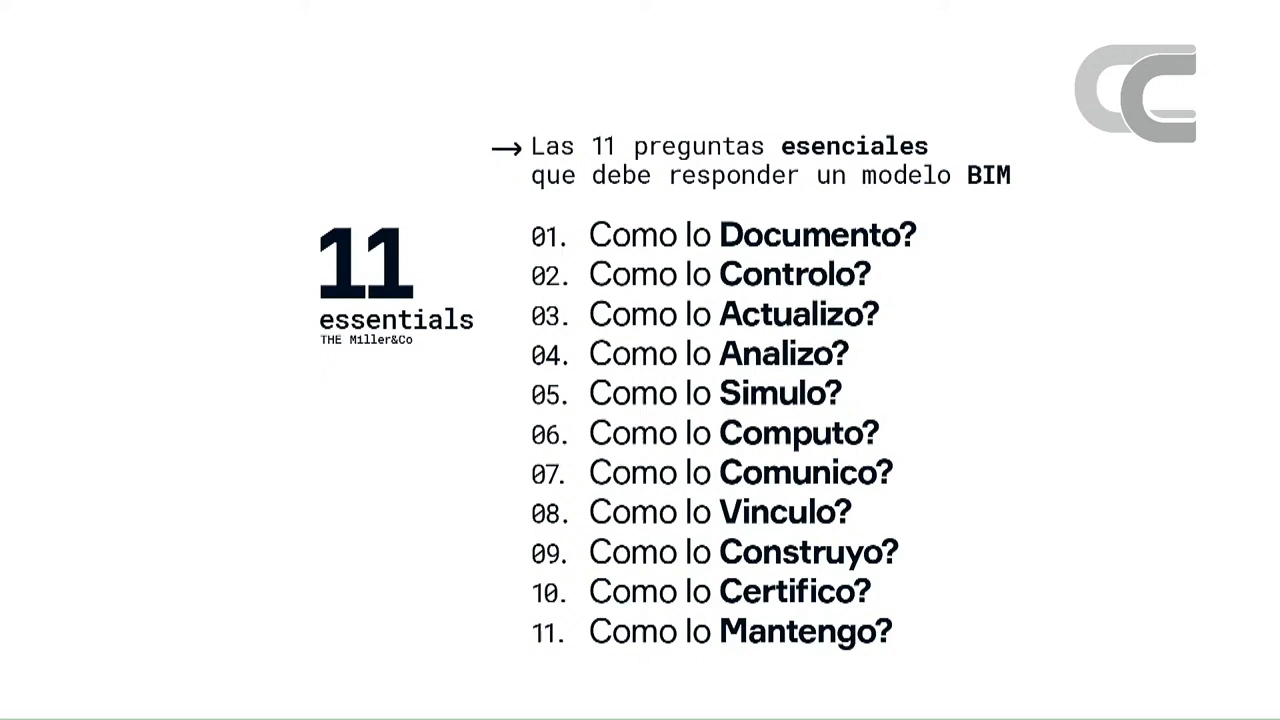 → Las 11 preguntas esenciales
que debe responder un modelo BIM
11
essentials
THE Miller&Co
01. Como lo Documento?
02. Como lo Controlo?
03. Como lo Actualizo?
04. Como lo Analizo?
05. Como lo Simulo?
06. Como lo Computo?
07. Como lo Comunico?
08. Como lo Vinculo?
09. Como lo Construyo?
10. Como lo Certifico?
11. Como lo Mantengo?